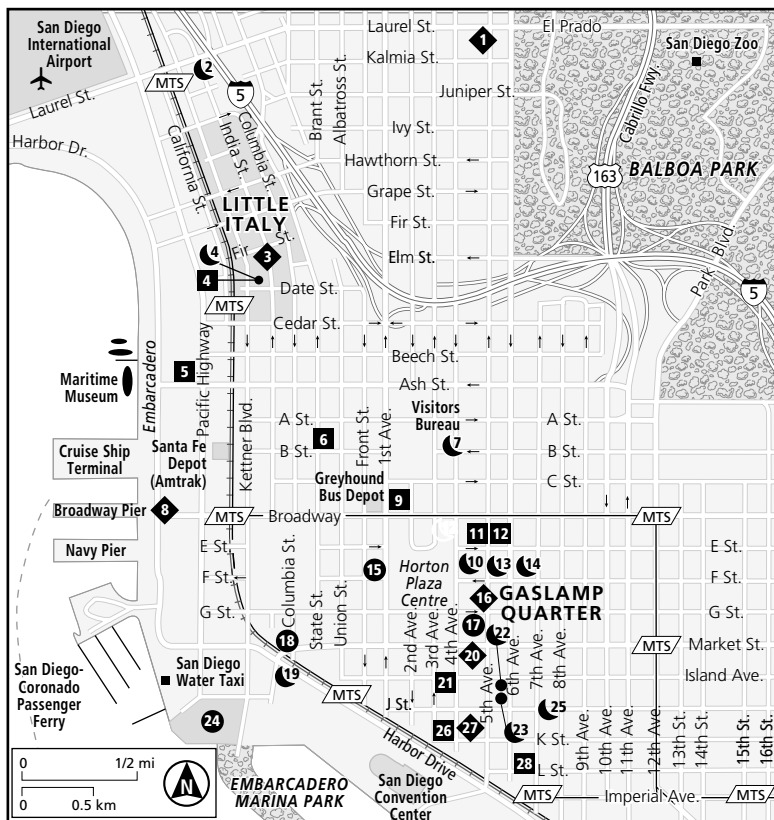 San Diego
International
Airport
Laurel St.
El Prado
1
San Diego Zoo
Kalmia St.
2
MTS
5
Juniper St.
Laurel St.
Brant St.
Albatross St.
Cabrillo Fwy.
Columbia St.
India St.
California St.
Ivy St.
Harbor Dr.
Hawthorn St.
BALBOA PARK
163
Grape St.
LITTLE
ITALY
Fir St.
Fir St.
4
3
Elm St.
Park Blvd.
4
Date St.
5
MTS
Cedar St.
Beech St.
Embarcadero
Pacific Highway
Maritime
Museum
5
Ash St.
Visitors
Bureau
A St.
A St.
6
Front St.
1st Ave.
7
Cruise Ship
Terminal
Santa Fe
Depot
(Amtrak)
Kettner Blvd.
B St.
B St.
Greyhound
Bus Depot
C St.
9
Broadway Pier
8
MTS
Broadway
MTS
11
12
Navy Pier
E St.
E St.
Columbia St.
15
Horton
Plaza
Centre
10
13
14
F St.
F St.
16
GASLAMP
QUARTER
G St.
State St.
Union St.
2nd Ave.
3rd Ave.
4th Ave.
G St.
17
22
18
MTS
Market St.
20
5th Ave.
6th Ave.
7th Ave.
8th Ave.
San Diego-
Coronado
Passenger
Ferry
San Diego
Water Taxi
19
21
Island Ave.
MTS
J St.
25
24
26
27
23
K St.
9th Ave.
10th Ave.
11th Ave.
12th Ave.
13th St.
14th St.
15th St.
16th St.
Harbor Drive
28
L St.
0
1/2 mi
0
0.5 km
N
EMBARCADERO
MARINA PARK
San Diego
Convention
Center
MTS
Imperial Ave.
MTS